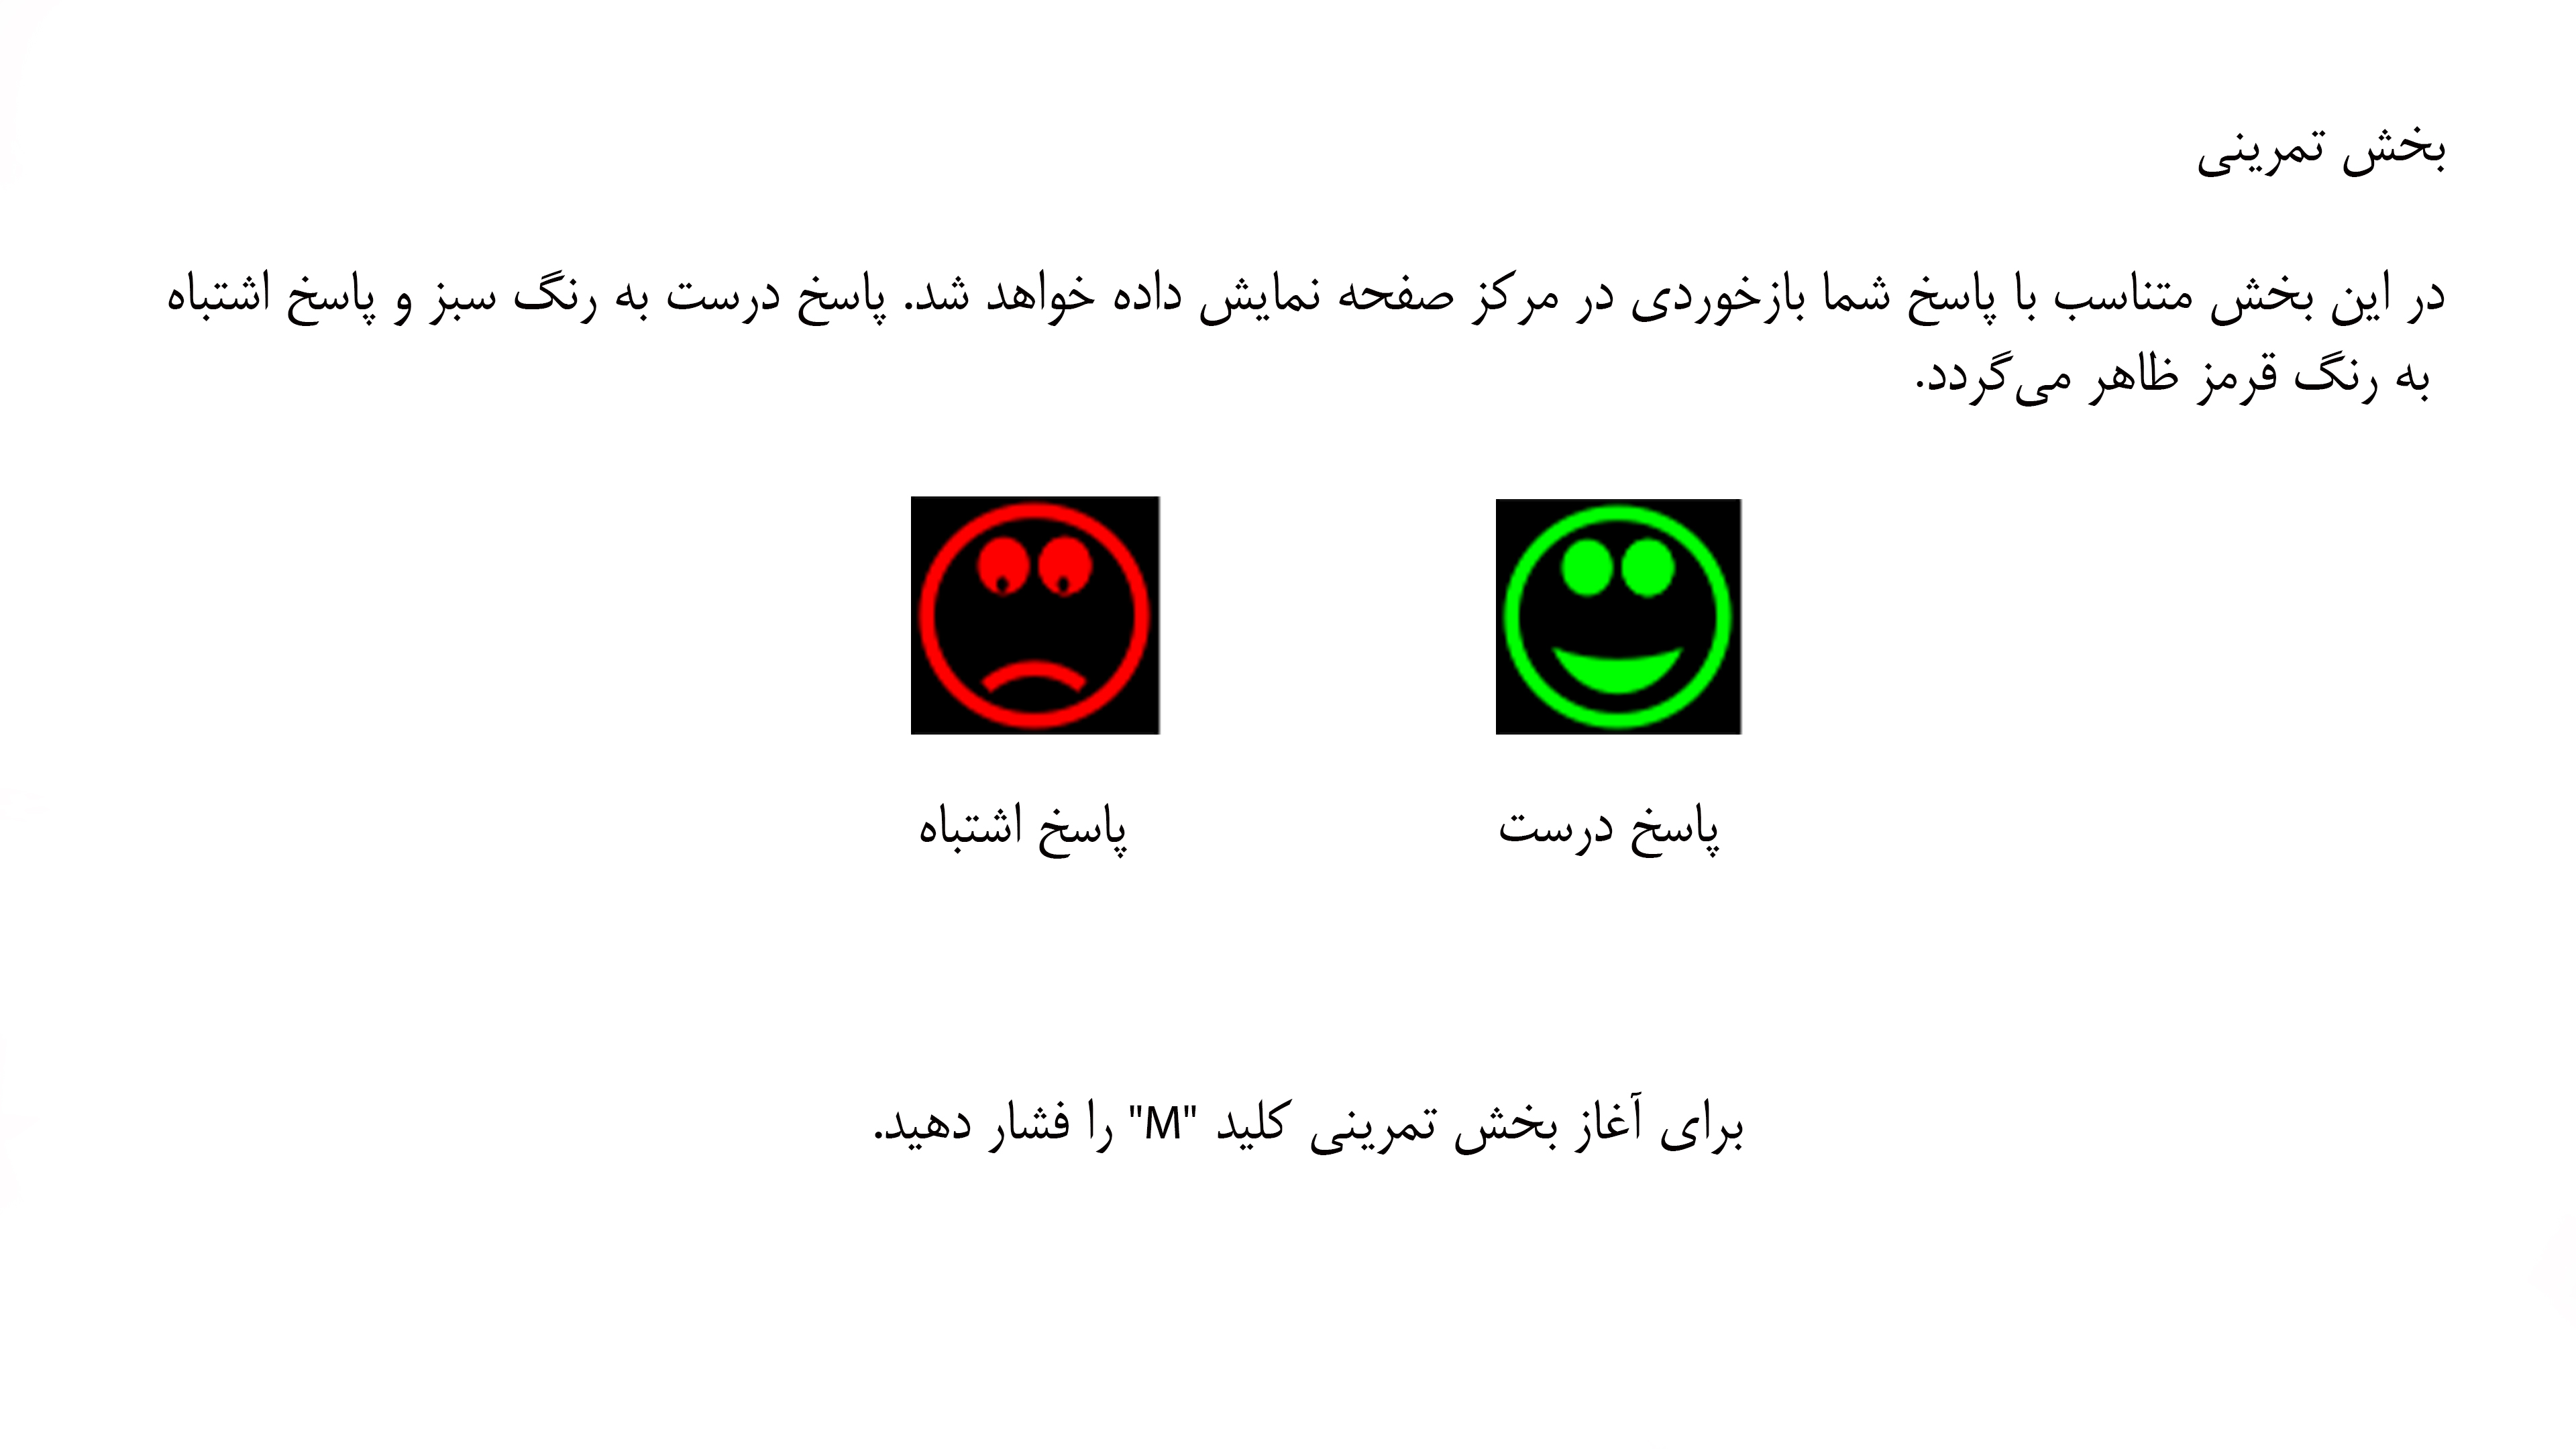 بخش تمرینی
در این بخش متناسب با پاسخ شما بازخوردی در مرکز صفحه نمایش داده خواهد شد. پاسخ درست به رنگ سبز و پاسخ اشتباه
به رنگ قرمز ظاهر می‌گردد.
پاسخ درست
پاسخ اشتباه
برای آغاز بخش تمرینی کلید "M" را فشار دهید.